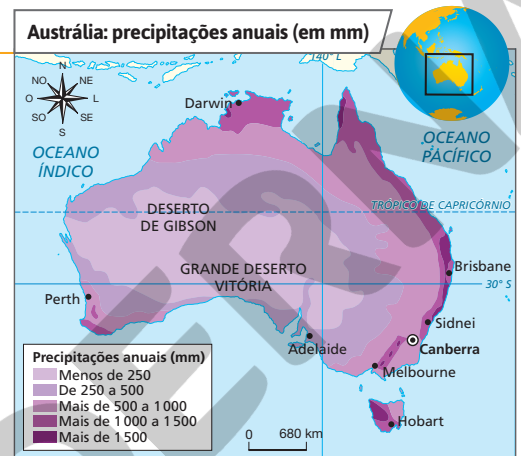 Austrália: precipitações anuais (em mm)
140° L
N
NO
NE
O
L
SO
SE
S
Darwin
OCEANO
ÍNDICO
OCEANO
PACÍFICO
TRÓPICO DE CAPRICÓRNIO
DESERTO
DE GIBSON
GRANDE DESERTO
VITÓRIA
Brisbane
30° S
Perth
Sidnei
Adelaide
Canberra
Melbourne
Hobart
Precipitações anuais (mm)
Menos de 250
De 250 a 500
Mais de 500 a 1 000
Mais de 1 000 a 1 500
Mais de 1 500
0 680 km